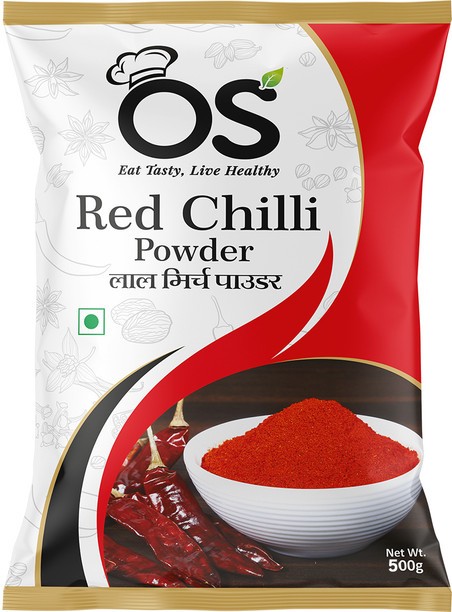 OS
Eat Tasty, Live Healthy
Red Chilli
Powder
लाल मिर्च पाउडर
Net Wt.
500g